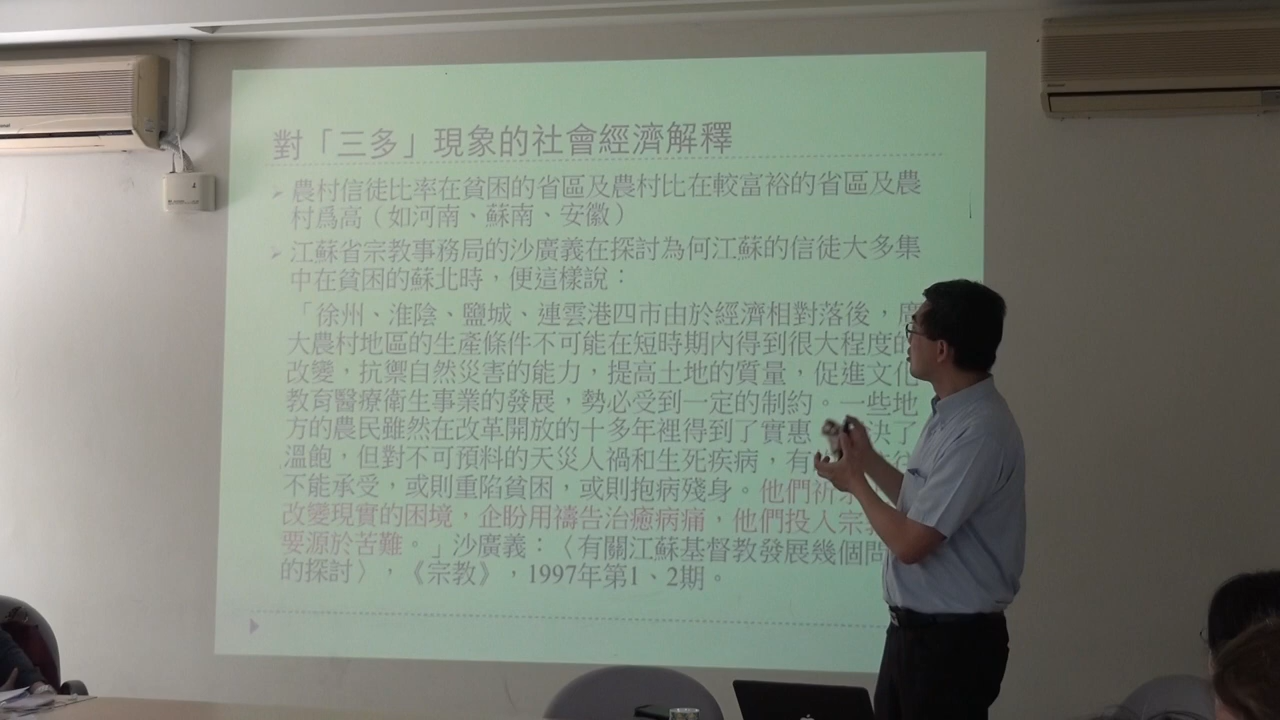 對「三多」現象的社會經濟解釋
農村信徒比率在貧困的省區及農村比在較富裕的省區及農
村爲高(如河南、蘇南、安徽)
江蘇省宗教事務局的沙廣義在探討為何江蘇的信徒大多集
中在貧困的蘇北時，便這樣說：
「徐州、淮陰、鹽城、連雲港四市由於經濟相對落後，廣
大農村地區的生產條件不可能在短時期內得到很大程度的
改變，抗禦自然災害的能力，提高土地的質量，促進文化
教育醫療衛生事業的發展，勢必受到一定的制約。一些地
方的農民雖然在改革開放的十多年裡得到了實惠，決了
溫飽，但對不可預料的天災人禍和生死疾病，有往
不能承受，或則重陷貧困，或則抱病殘身。他們祈
改變現實的困境，企盼用禱告治癒病痛，他們投入宗
要源於苦難。」沙廣義：〈有關江蘇基督教發展幾個問
的探討〉，《宗教》，1997年第1、2期。